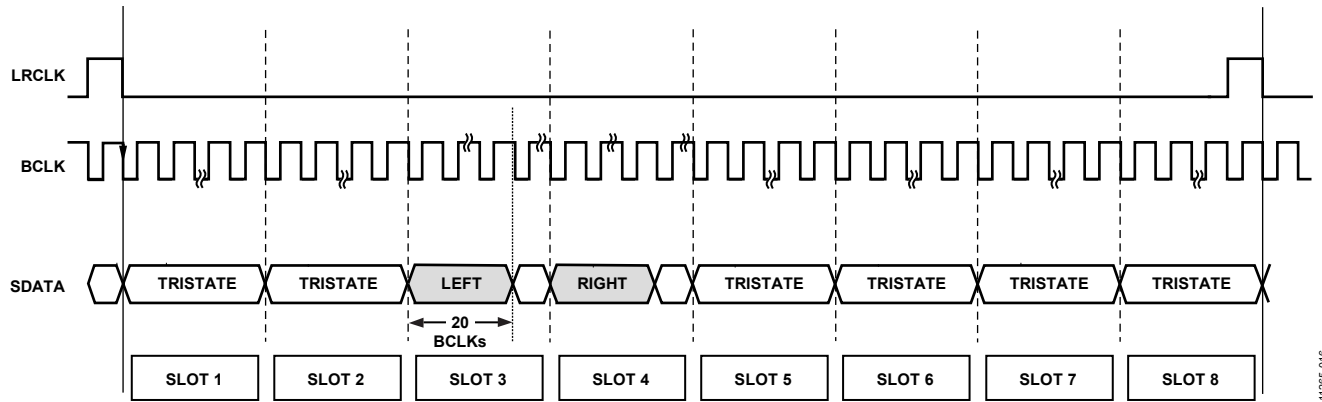 LRCLK
BCLK
SDATA
TRISTATE TRISTATE LEFT RIGHT TRISTATE TRISTATE TRISTATE TRISTATE
20
BCLKs
SLOT 1 SLOT 2 SLOT 3 SLOT 4 SLOT 5 SLOT 6 SLOT 7 SLOT 8